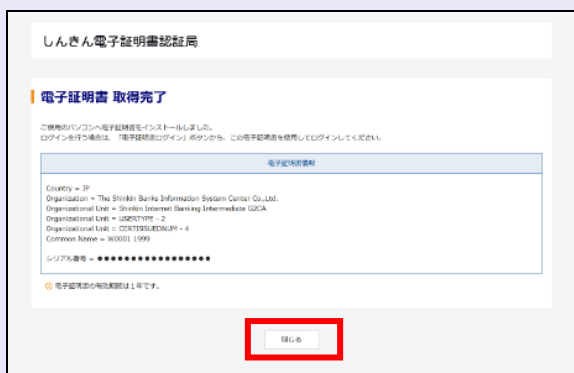 しんきん電子証明書認証局
電子証明書 取得完了
ご使用のパソコンへ電子証明書をインストールしました。
ログインを行う場合は、「電子証明書ログイン」ボタンから、この電子証明書を使用してログインしてください。
電子証明書情報
Country = JP
Organization = The Shinkin Banks Information System Center Co.,Ltd.
Organizational Unit = Shinkin Internet Banking Intermediate G2CA
Organizational Unit = USERTYPE - 2
Organizational Unit = CERTISSUEDNUM - 4
Common Name = W0001 1999
シリアル番号 = ●●●●●●●●●●●●●●●●●
電子証明書の有効期間は1年です。
閉じる